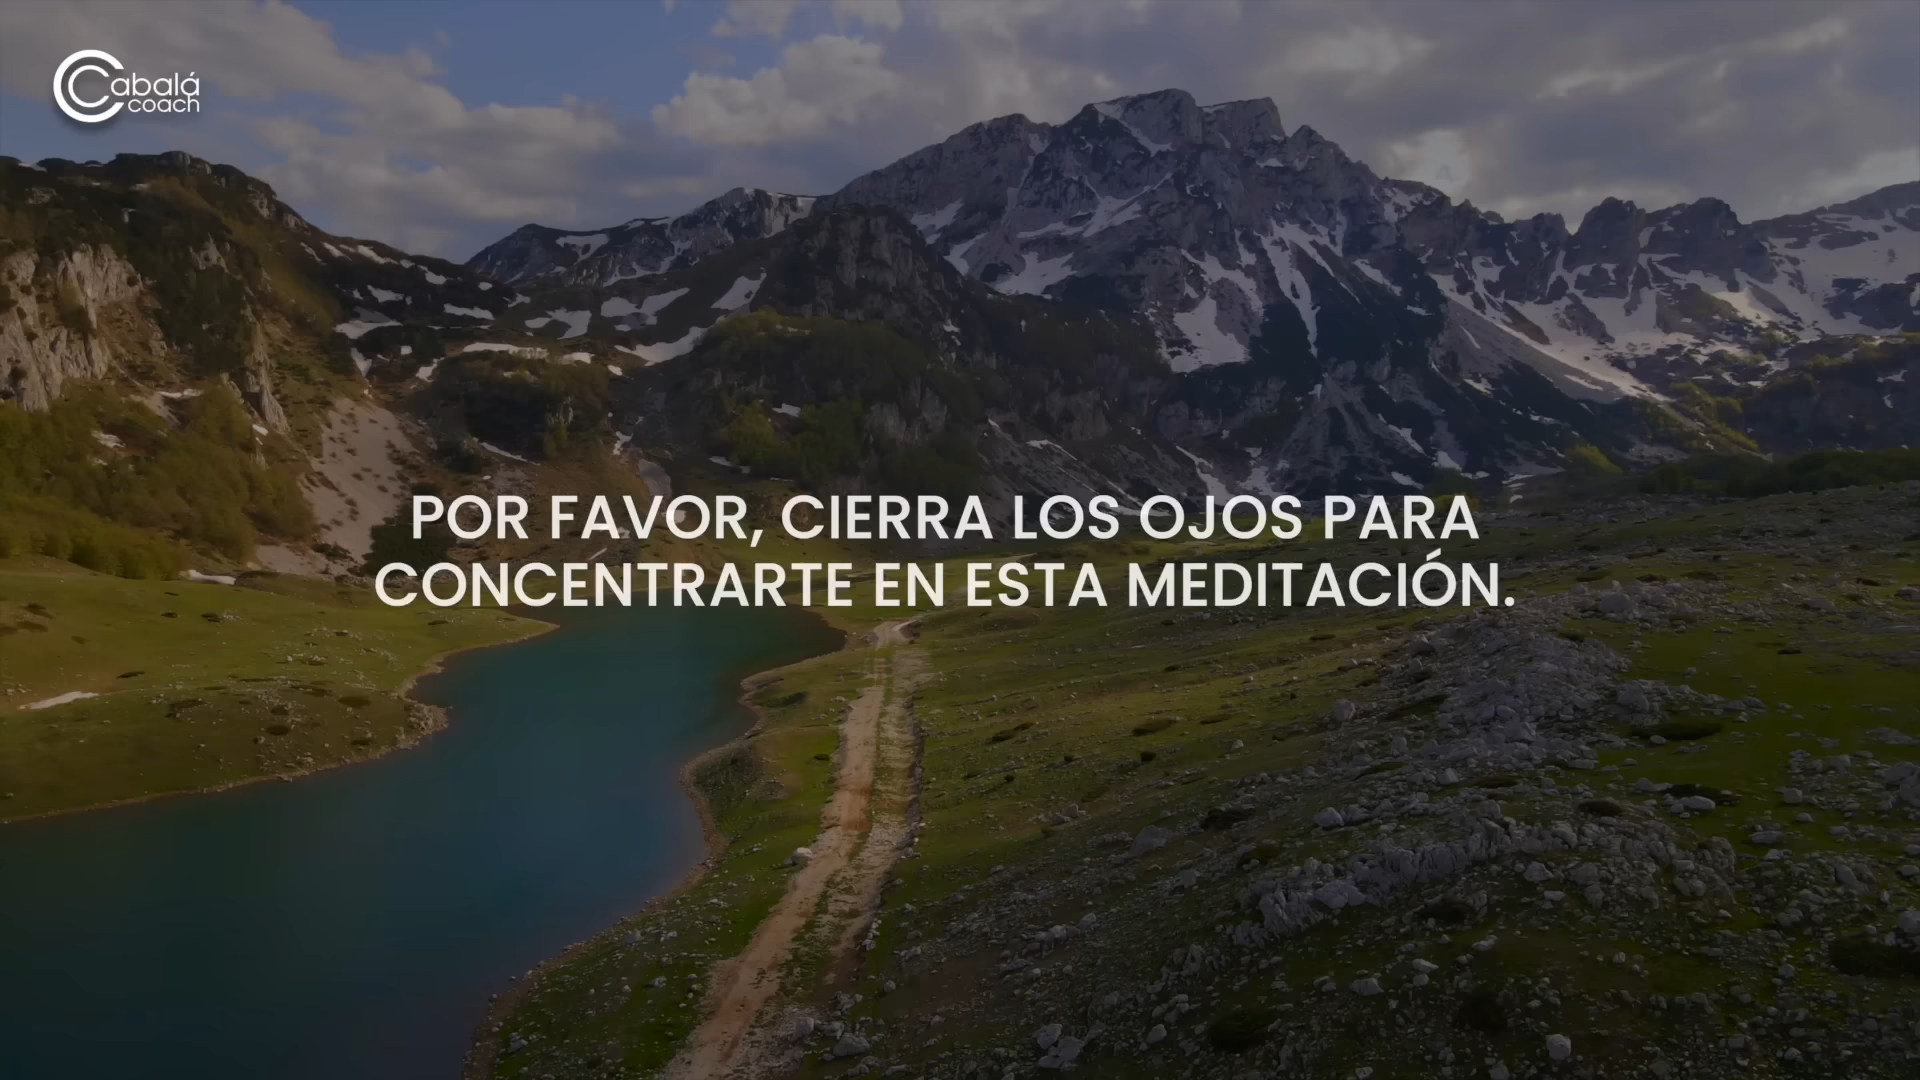 Cabalá
coach
POR FAVOR, CIERRA LOS OJOS PARA
CONCENTRARTE EN ESTA MEDITACIÓN.